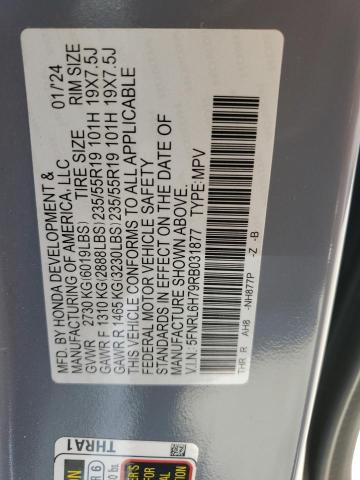 MFD. BY HONDA DEVELOPMENT & 01/'24
MANUFACTURING OF AMERICA, LLC
TIRE SIZE RIM SIZE
GVWR 2730 KG(6019LBS)
GAWR F 1310 KG(2888LBS) 235/55R19 101H 19X7.5J
GAWR R 1465 KG(3230LBS) 235/55R19 101H 19X7.5J
THIS VEHICLE CONFORMS TO ALL APPLICABLE
FEDERAL MOTOR VEHICLE SAFETY
STANDARDS IN EFFECT ON THE DATE OF
MANUFACTURE SHOWN ABOVE.
V.I.N.: 5FNRL6H79RB031877 TYPE:MPV
THR R AH8 -NH877P -Z -B
THRA1